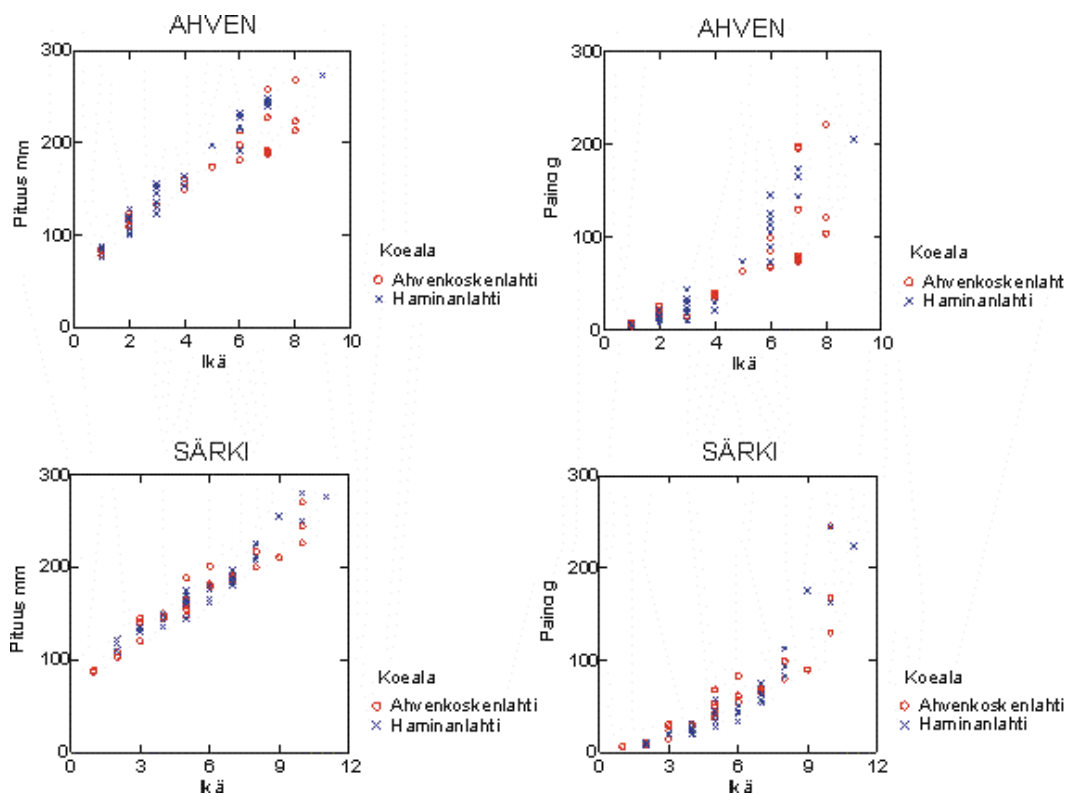 AHVEN
300
200
100
0
Pituus mm
0 2 4 6 8 10
Ikä
Koeala
Ahvenkoskenlahti
Haminanlahti
AHVEN
300
200
100
0
Paino g
0 2 4 6 8 10
Ikä
Koeala
Ahvenkoskenlahti
Haminanlahti
SÄRKI
300
200
100
0
Pituus mm
0 3 6 9 12
Ikä
Koeala
Ahvenkoskenlahti
Haminanlahti
SÄRKI
300
200
100
0
Paino g
0 3 6 9 12
Ikä
Koeala
Ahvenkoskenlahti
Haminanlahti